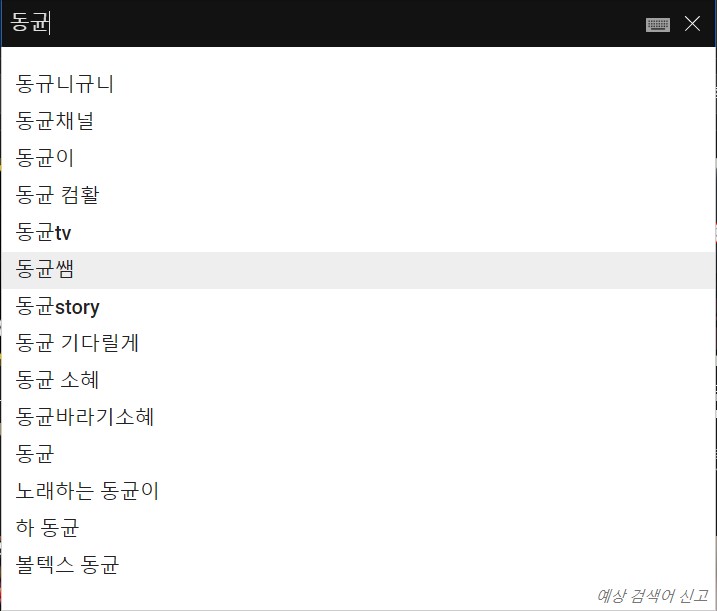 동균
동규니규니
동균채널
동균이
동균 컴활
동균tv
동균쌤
동균story
동균 기다릴게
동균 소혜
동균바라기소혜
동균
노래하는 동균이
하 동균
볼텍스 동균
예상 검색어 신고